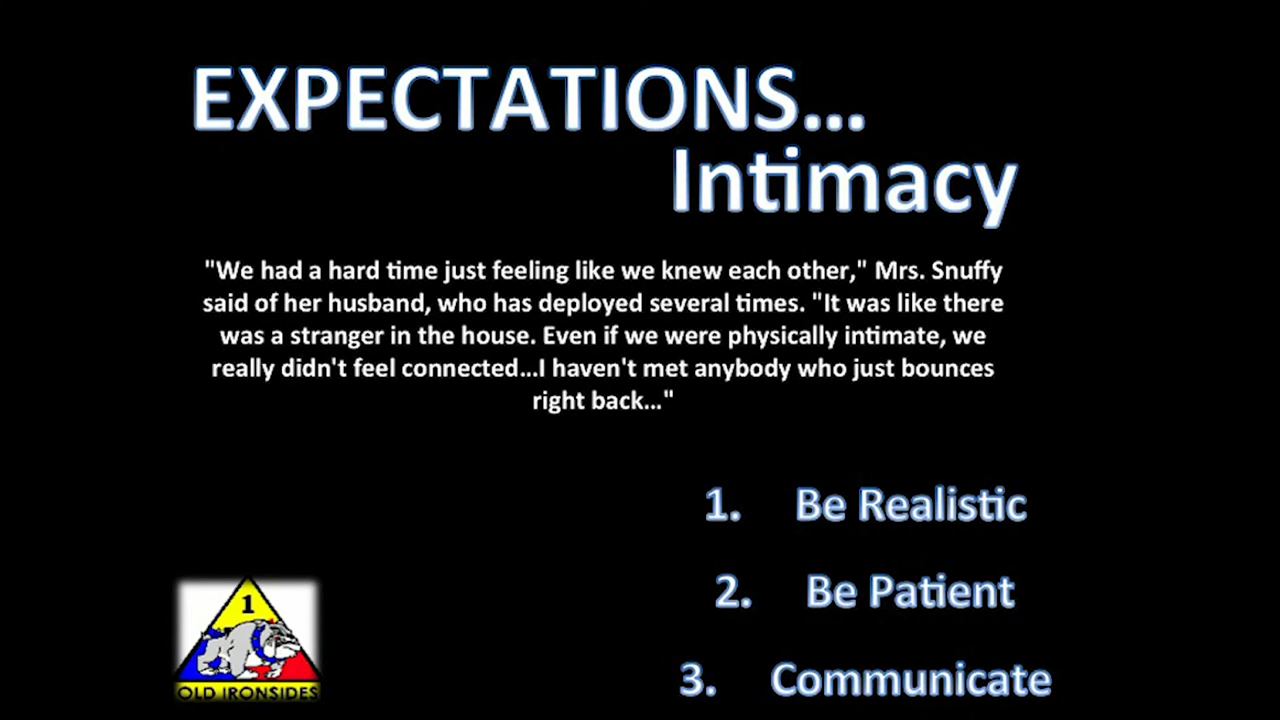 EXPECTATIONS...
Intimacy
"We had a hard time just feeling like we knew each other," Mrs. Snuffy
said of her husband, who has deployed several times. "It was like there
was a stranger in the house. Even if we were physically intimate, we
really didn't feel connected...I haven't met anybody who just bounces
right back..."
1. Be Realistic
2. Be Patient
3. Communicate
1
OLD IRONSIDES